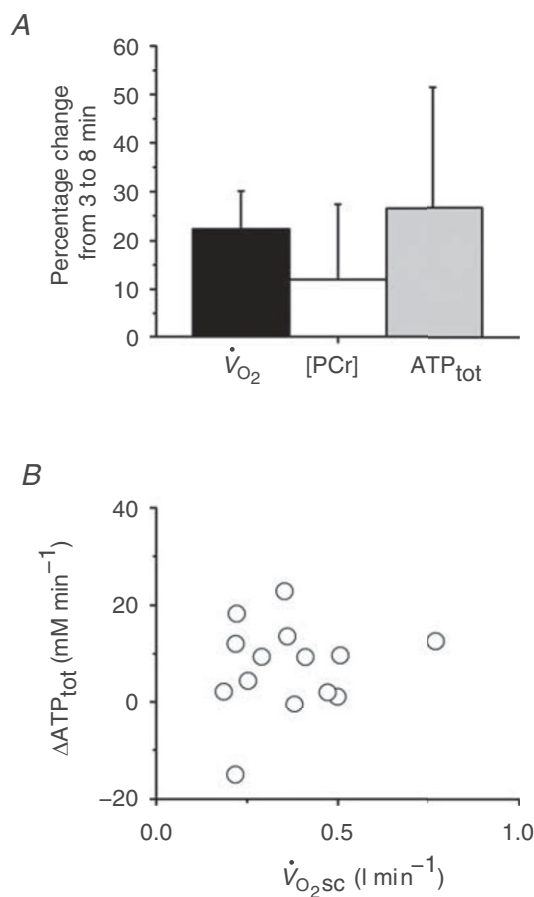 A
Percentage change
from 3 to 8 min
60
50
40
30
20
10
0
V̇O₂
[PCr]
ATPtot
B
ΔATPtot (mM min⁻¹)
40
20
0
−20
0.0
0.5
1.0
V̇O₂sc (l min⁻¹)